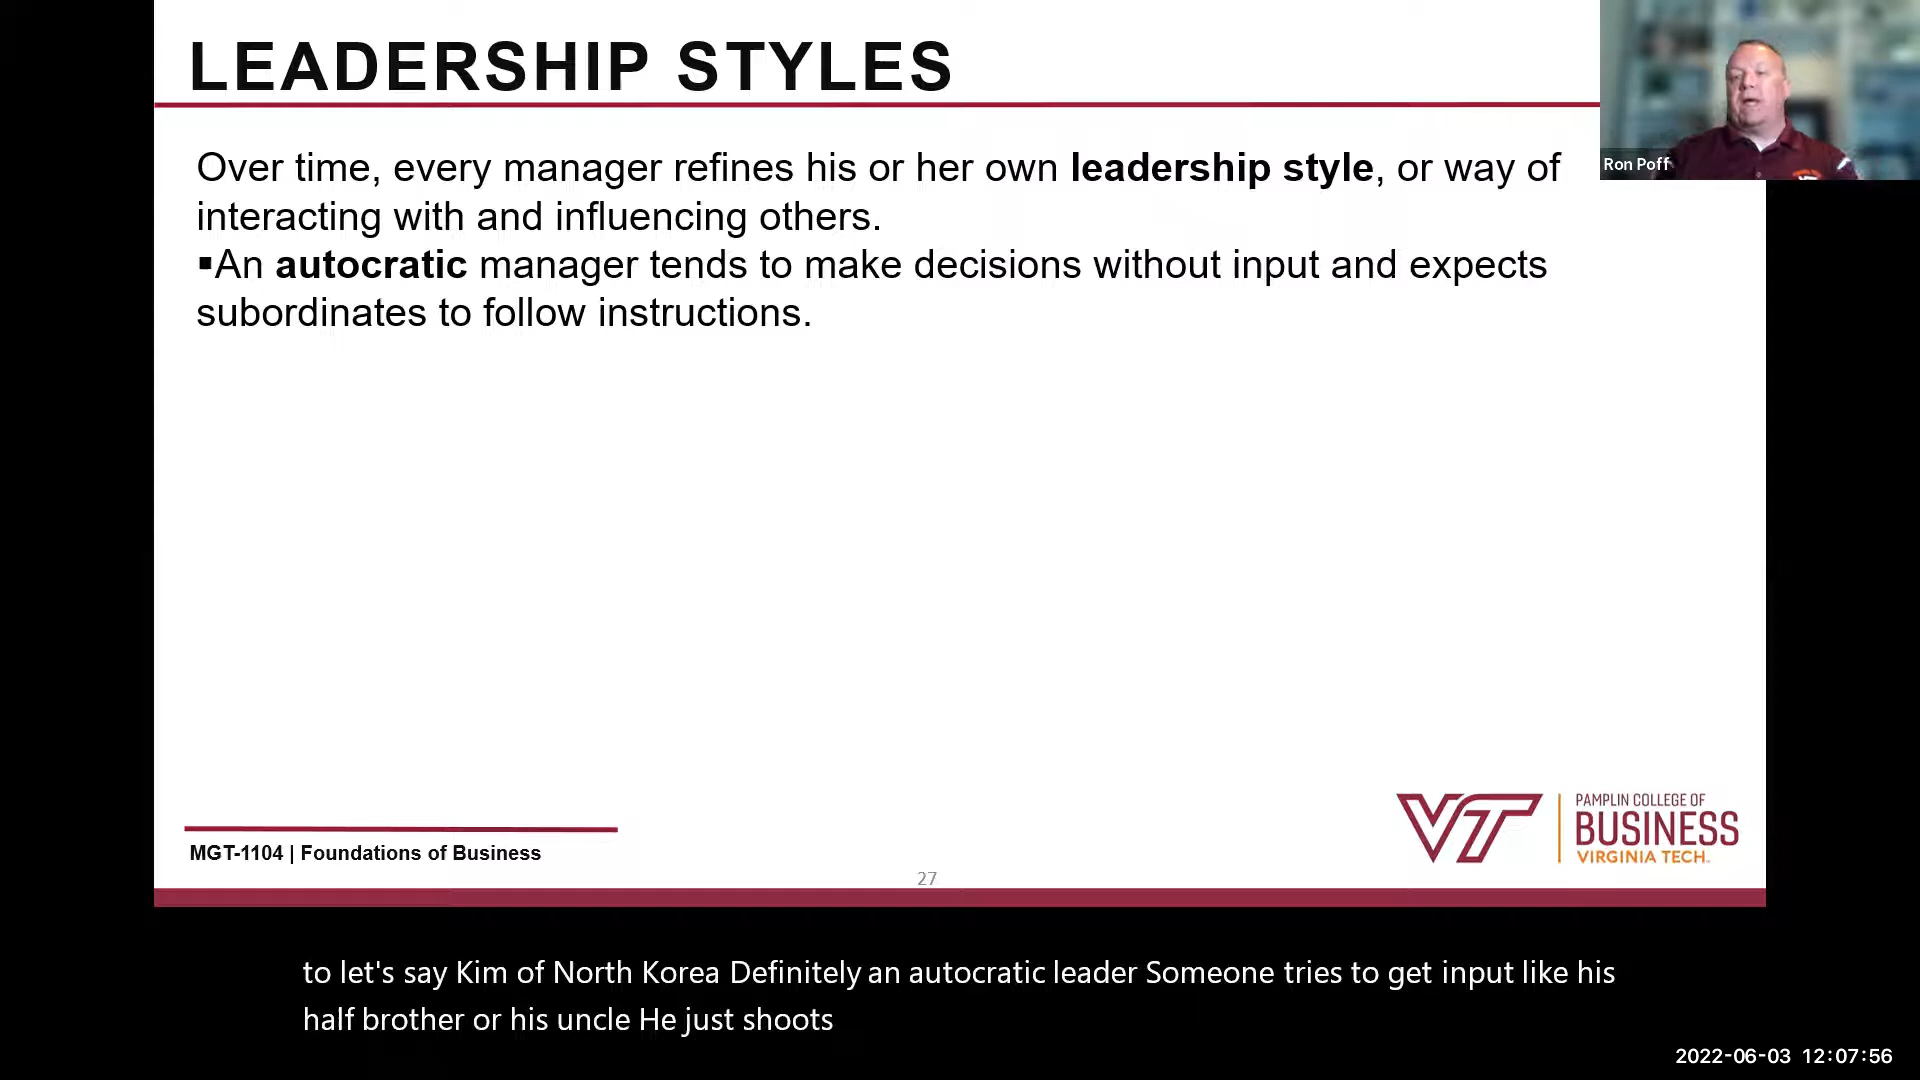 LEADERSHIP STYLES
Ron Poff
Over time, every manager refines his or her own leadership style, or way of
interacting with and influencing others.
▪An autocratic manager tends to make decisions without input and expects
subordinates to follow instructions.
MGT-1104 | Foundations of Business
27
VT
PAMPLIN COLLEGE OF
BUSINESS
VIRGINIA TECH
to let's say Kim of North Korea Definitely an autocratic leader Someone tries to get input like his
half brother or his uncle He just shoots
2022-06-03 12:07:56